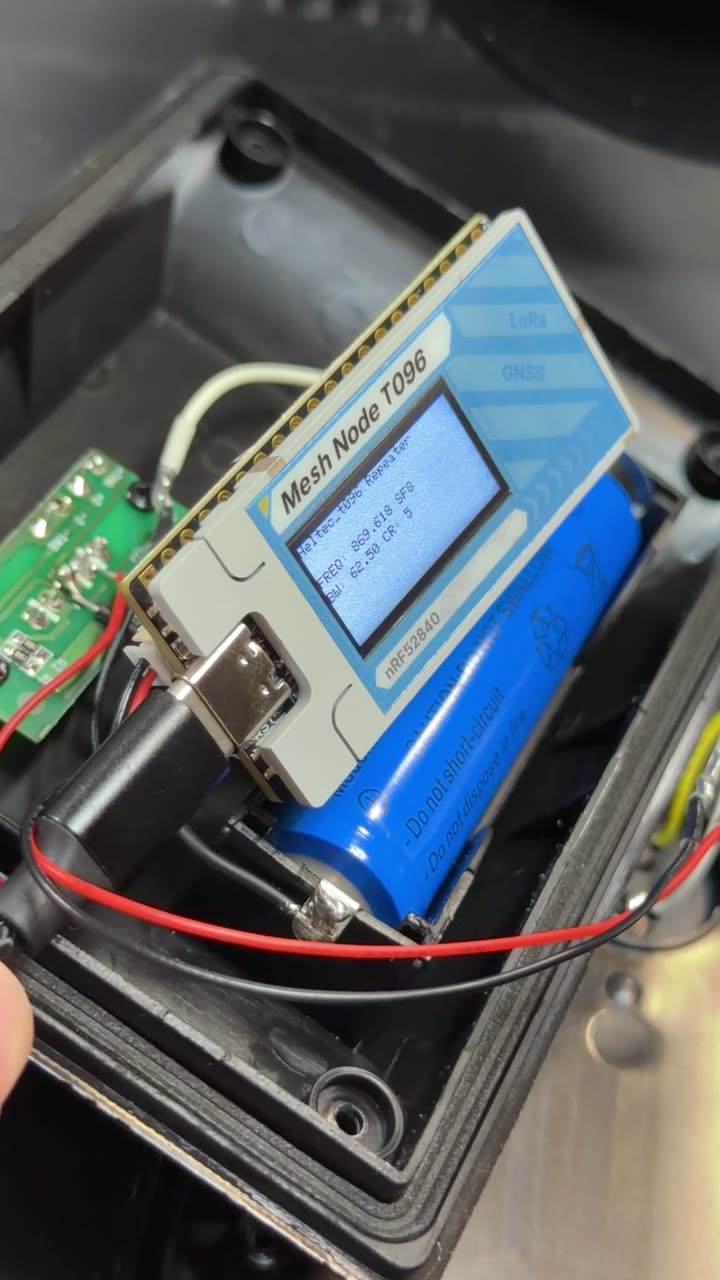 LoRa
GNSS
Mesh Node T096
Heltec_t096 Repeater
FREQ: 869.618 SF8
BW: 62.50 CR: 5
nRF52840
- Do not short-circuit
- Do not dispose in fire